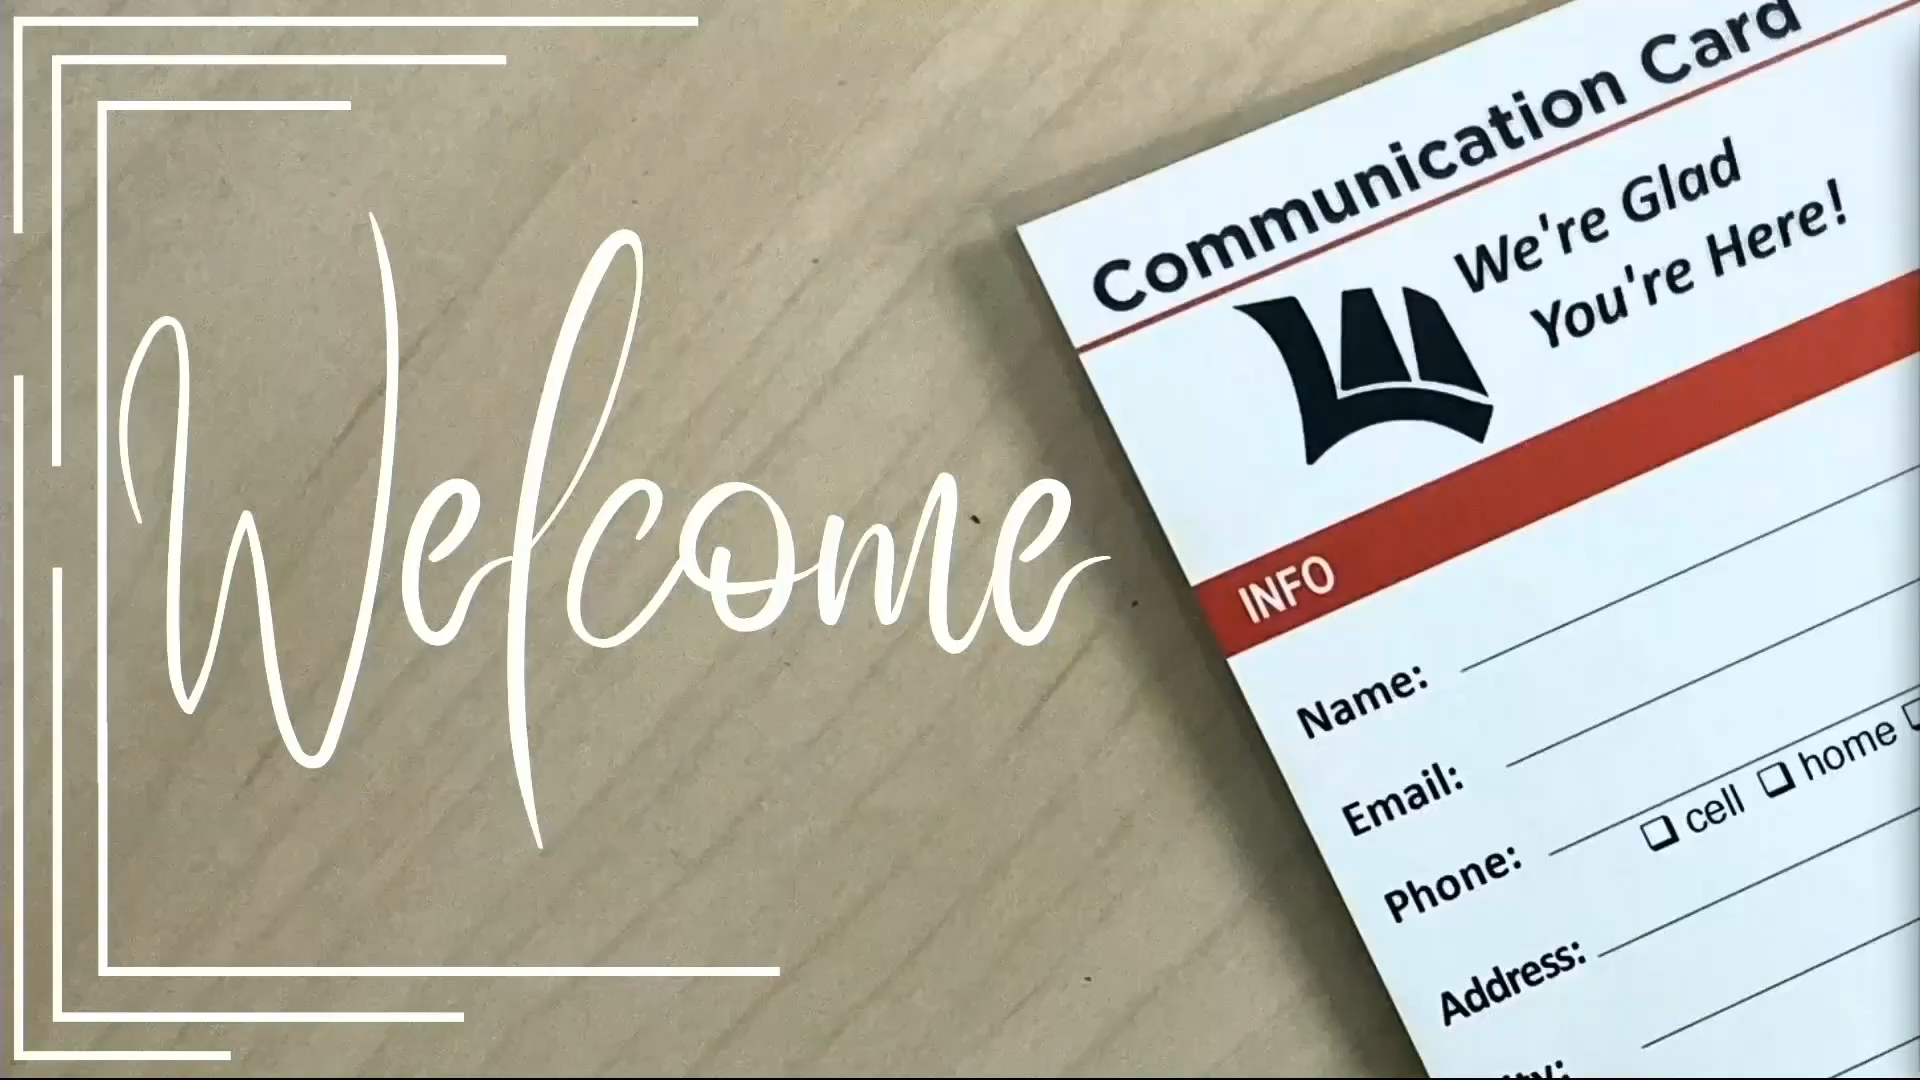 Welcome
Communication Card
We're Glad
You're Here!
INFO
Name:
Email:
Phone:
cell home
Address: